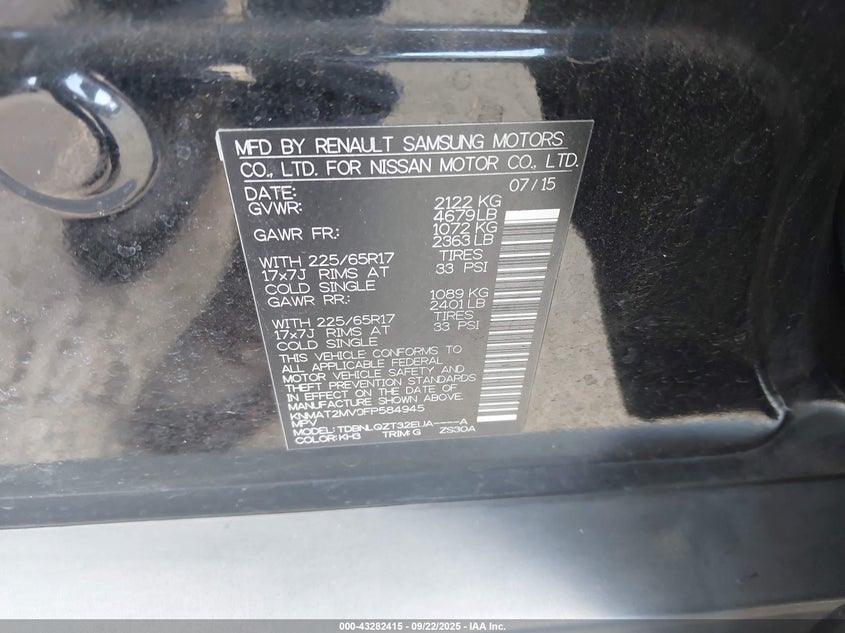 MFD BY RENAULT SAMSUNG MOTORS
CO., LTD. FOR NISSAN MOTOR CO., LTD.
DATE: 07/15
GVWR: 2122 KG
4679 LB
GAWR FR.: 1072 KG
2363 LB
WITH 225/65R17 TIRES
17x7J RIMS AT 33 PSI
COLD SINGLE
GAWR RR.: 1089 KG
2401 LB
WITH 225/65R17 TIRES
17x7J RIMS AT 33 PSI
COLD SINGLE
THIS VEHICLE CONFORMS TO
ALL APPLICABLE FEDERAL
MOTOR VEHICLE SAFETY AND
THEFT PREVENTION STANDARDS
IN EFFECT ON THE DATE OF
MANUFACTURE SHOWN ABOVE.
KNMAT2MV0FP584945
MPV
MODEL: TDBNLQZT32EUA----A
COLOR: KH3 TRIM: G ZS30A
000-43282415 - 09/22/2025 - IAA Inc.